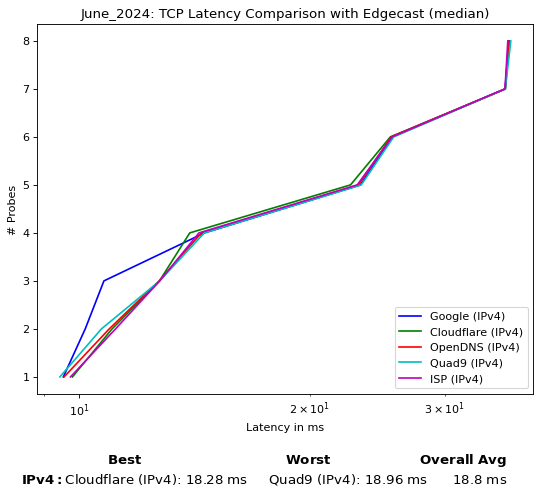 June_2024: TCP Latency Comparison with Edgecast (median)
8
7
6
5
4
3
2
1
# Probes
Google (IPv4)
Cloudflare (IPv4)
OpenDNS (IPv4)
Quad9 (IPv4)
ISP (IPv4)
10¹ 2 × 10¹ 3 × 10¹
Latency in ms
Best Worst Overall Avg
IPv4: Cloudflare (IPv4): 18.28 ms Quad9 (IPv4): 18.96 ms 18.8 ms